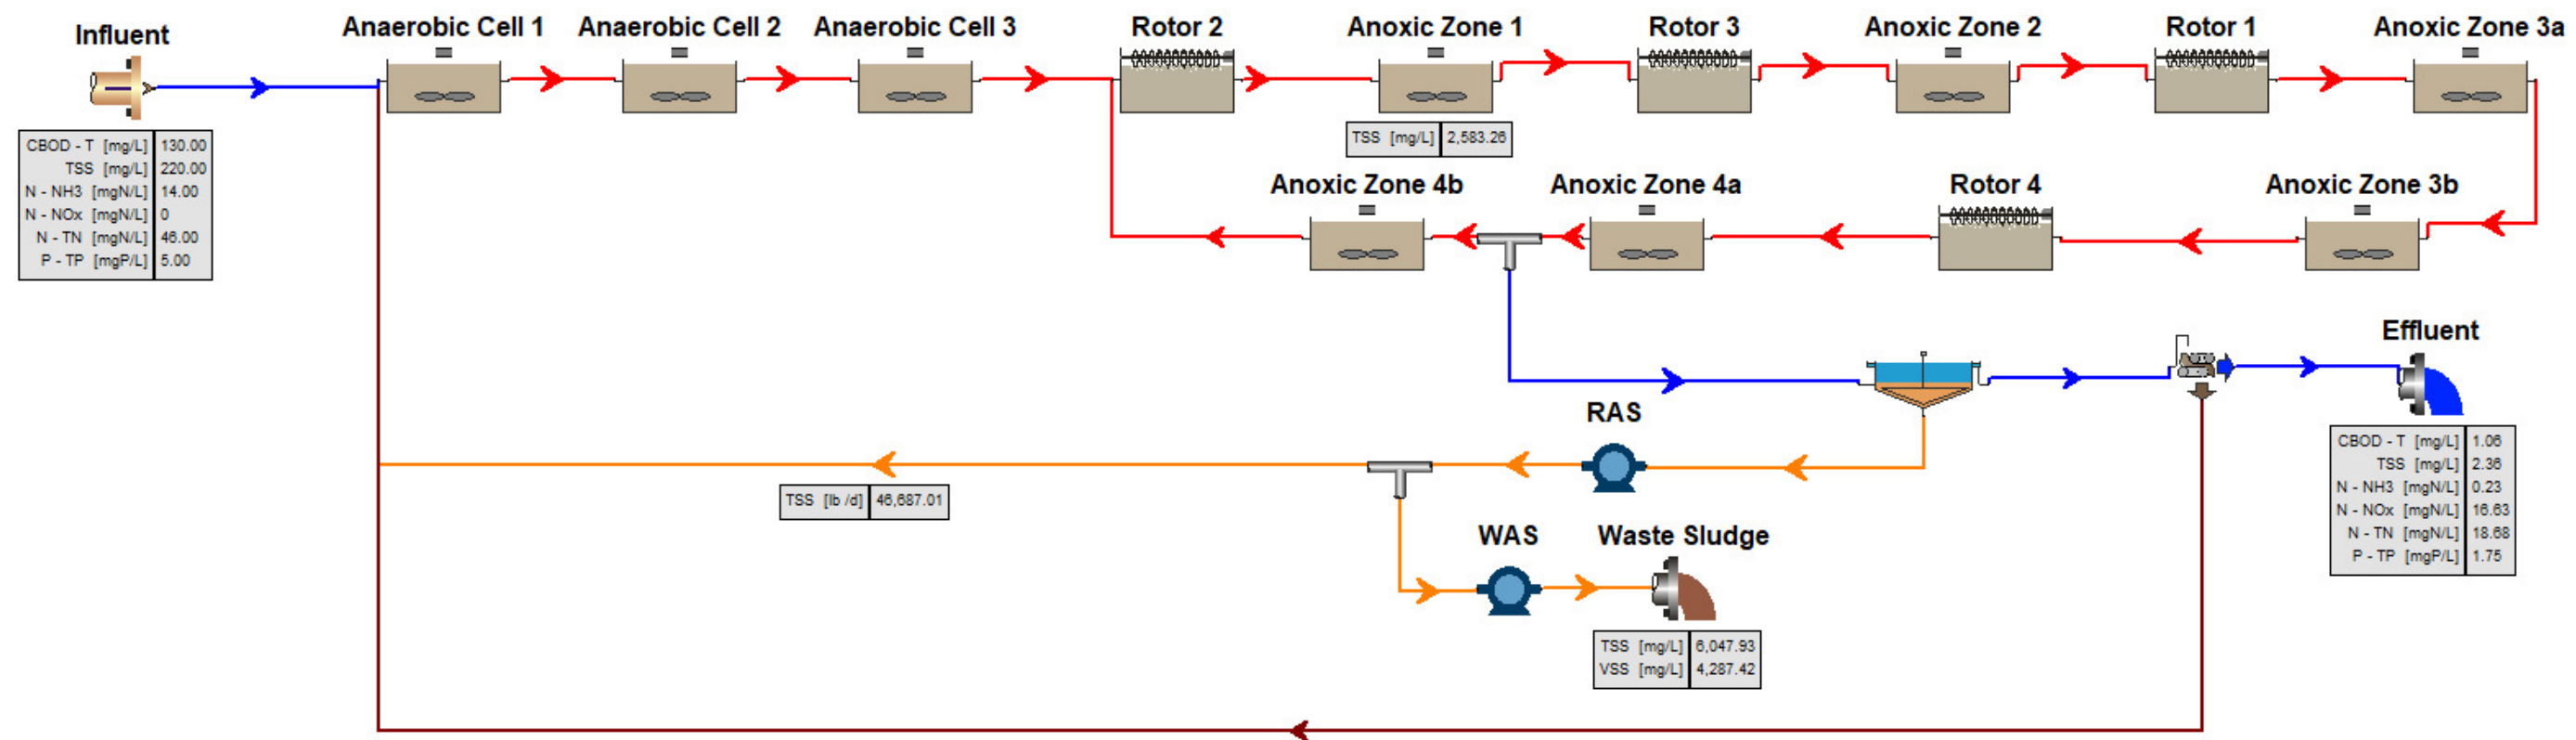 Influent
CBOD - T [mg/L] 130.00
TSS [mg/L] 220.00
N - NH3 [mgN/L] 14.00
N - NOx [mgN/L] 0
N - TN [mgN/L] 46.00
P - TP [mgP/L] 5.00
Anaerobic Cell 1
Anaerobic Cell 2
Anaerobic Cell 3
Rotor 2
Anoxic Zone 1
TSS [mg/L] 2,583.26
Rotor 3
Anoxic Zone 2
Rotor 1
Anoxic Zone 3a
Anoxic Zone 4b
Anoxic Zone 4a
Rotor 4
Anoxic Zone 3b
Effluent
CBOD - T [mg/L] 1.06
TSS [mg/L] 2.36
N - NH3 [mgN/L] 0.23
N - NOx [mgN/L] 16.63
N - TN [mgN/L] 18.68
P - TP [mgP/L] 1.75
RAS
TSS [lb /d] 46,687.01
WAS
Waste Sludge
TSS [mg/L] 6,047.93
VSS [mg/L] 4,287.42